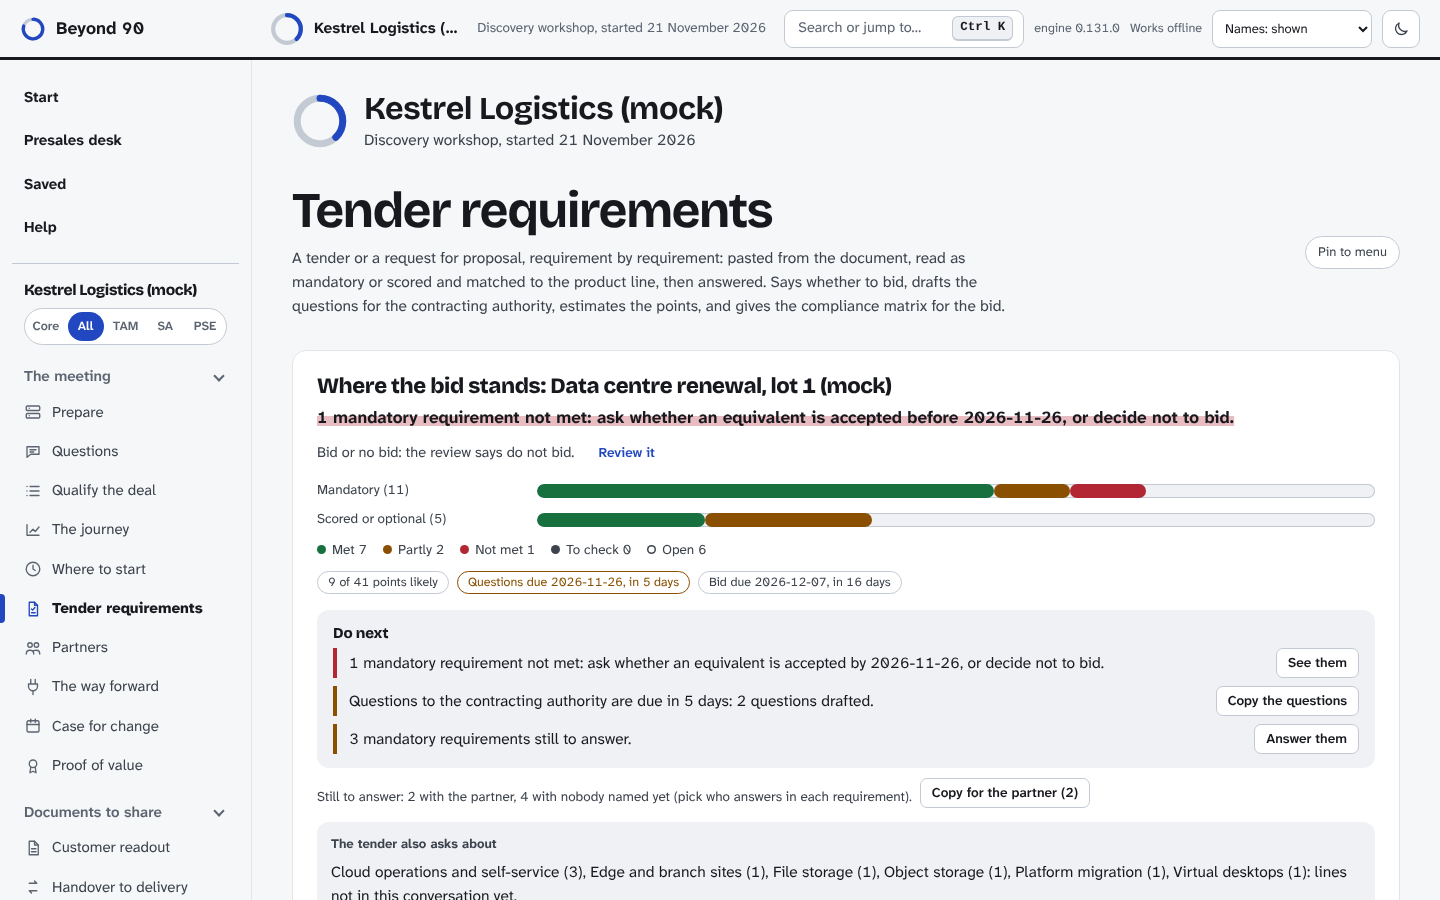 Beyond 90
Kestrel Logistics (...
Discovery workshop, started 21 November 2026
Search or jump to...
Ctrl K
engine 0.131.0
Works offline
Names: shown
Start
Presales desk
Saved
Help
Kestrel Logistics (mock)
Core
All
TAM
SA
PSE
The meeting
Prepare
Questions
Qualify the deal
The journey
Where to start
Tender requirements
Partners
The way forward
Case for change
Proof of value
Documents to share
Customer readout
Handover to delivery
Kestrel Logistics (mock)
Discovery workshop, started 21 November 2026
Tender requirements
A tender or a request for proposal, requirement by requirement: pasted from the document, read as
mandatory or scored and matched to the product line, then answered. Says whether to bid, drafts the
questions for the contracting authority, estimates the points, and gives the compliance matrix for the bid.
Pin to menu
Where the bid stands: Data centre renewal, lot 1 (mock)
1 mandatory requirement not met: ask whether an equivalent is accepted before 2026-11-26, or decide not to bid.
Bid or no bid: the review says do not bid.
Review it
Mandatory (11)
Scored or optional (5)
Met 7
Partly 2
Not met 1
To check 0
Open 6
9 of 41 points likely
Questions due 2026-11-26, in 5 days
Bid due 2026-12-07, in 16 days
Do next
1 mandatory requirement not met: ask whether an equivalent is accepted by 2026-11-26, or decide not to bid.
See them
Questions to the contracting authority are due in 5 days: 2 questions drafted.
Copy the questions
3 mandatory requirements still to answer.
Answer them
Still to answer: 2 with the partner, 4 with nobody named yet (pick who answers in each requirement).
Copy for the partner (2)
The tender also asks about
Cloud operations and self-service (3), Edge and branch sites (1), File storage (1), Object storage (1), Platform migration (1), Virtual desktops (1): lines
not in this conversation yet.